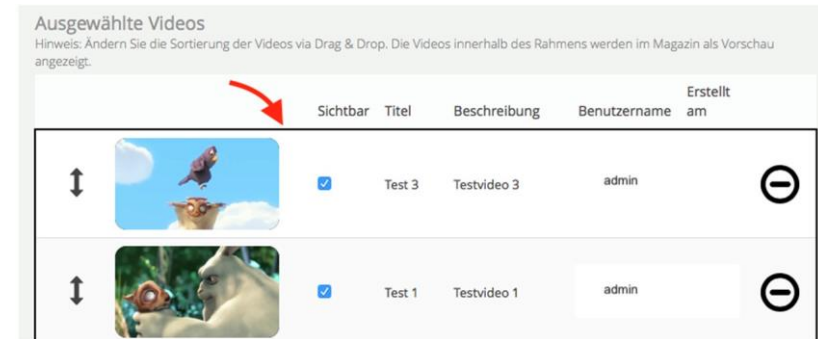 Ausgewählte Videos
Hinweis: Ändern Sie die Sortierung der Videos via Drag & Drop. Die Videos innerhalb des Rahmens werden im Magazin als Vorschau
angezeigt.
Sichtbar Titel Beschreibung Benutzername Erstellt am
Test 3 Testvideo 3 admin
Test 1 Testvideo 1 admin